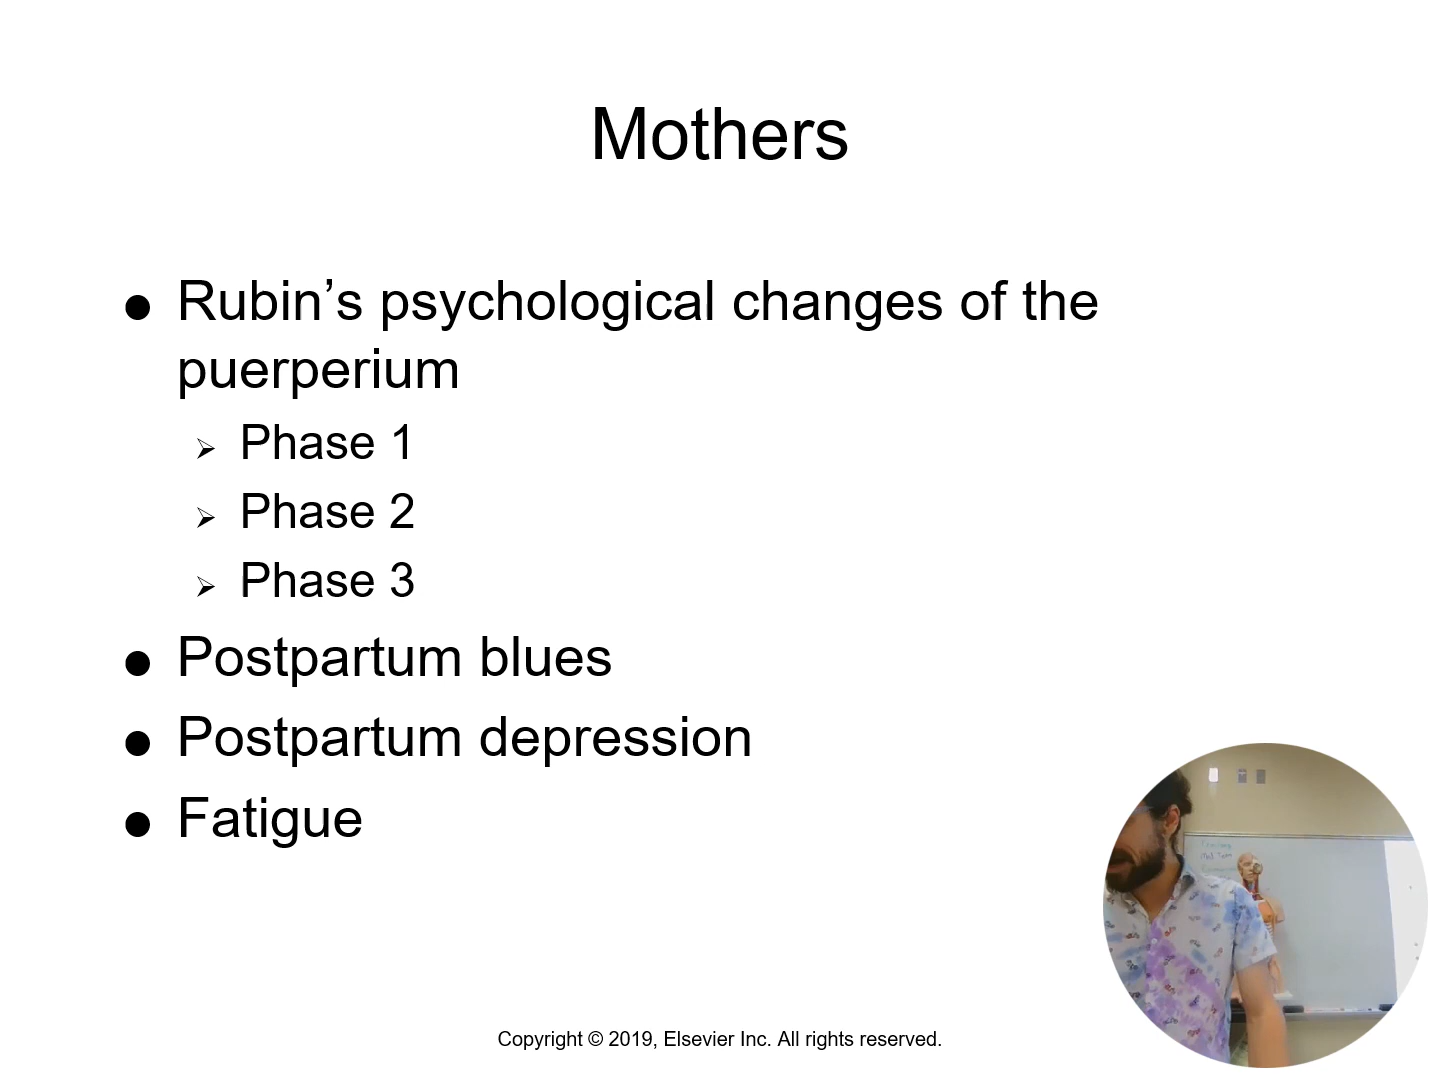 Mothers
● Rubin’s psychological changes of the
puerperium
➢ Phase 1
➢ Phase 2
➢ Phase 3
● Postpartum blues
● Postpartum depression
● Fatigue
Copyright © 2019, Elsevier Inc. All rights reserved.